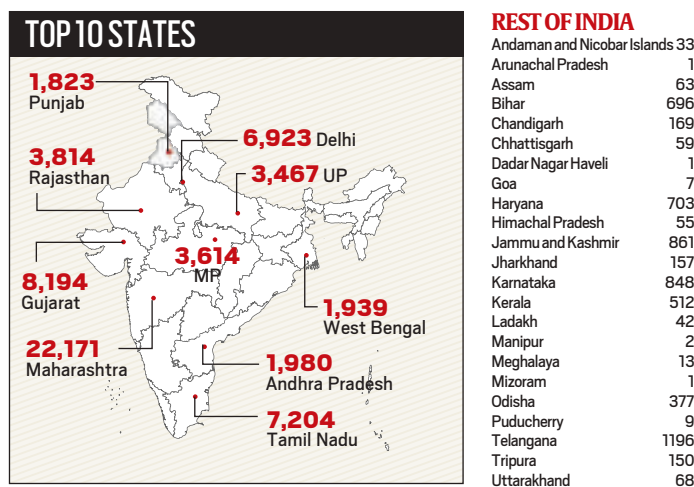 TOP 10 STATES
1,823
Punjab
6,923 Delhi
3,814
Rajasthan
3,467 UP
3,614
MP
8,194
Gujarat
1,939
West Bengal
22,171
Maharashtra
1,980
Andhra Pradesh
7,204
Tamil Nadu
REST OF INDIA
Andaman and Nicobar Islands 33
Arunachal Pradesh 1
Assam 63
Bihar 696
Chandigarh 169
Chhattisgarh 59
Dadar Nagar Haveli 1
Goa 7
Haryana 703
Himachal Pradesh 55
Jammu and Kashmir 861
Jharkhand 157
Karnataka 848
Kerala 512
Ladakh 42
Manipur 2
Meghalaya 13
Mizoram 1
Odisha 377
Puducherry 9
Telangana 1196
Tripura 150
Uttarakhand 68